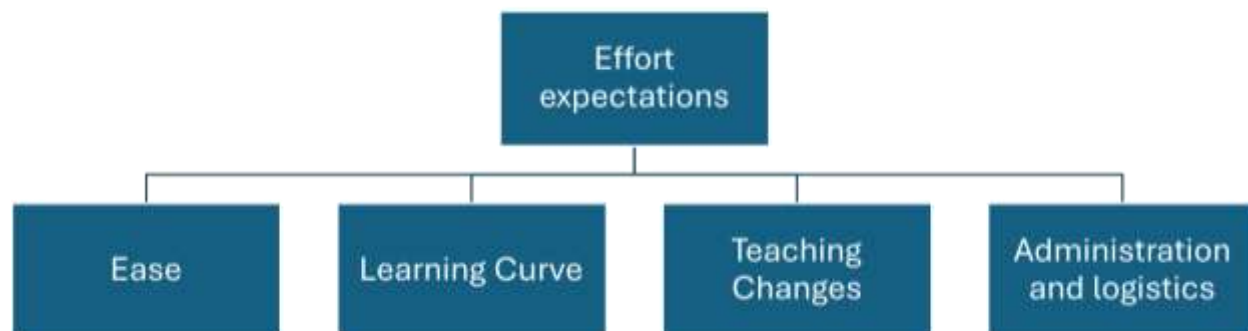 Effort
expectations
Ease
Learning Curve
Teaching
Changes
Administration
and logistics